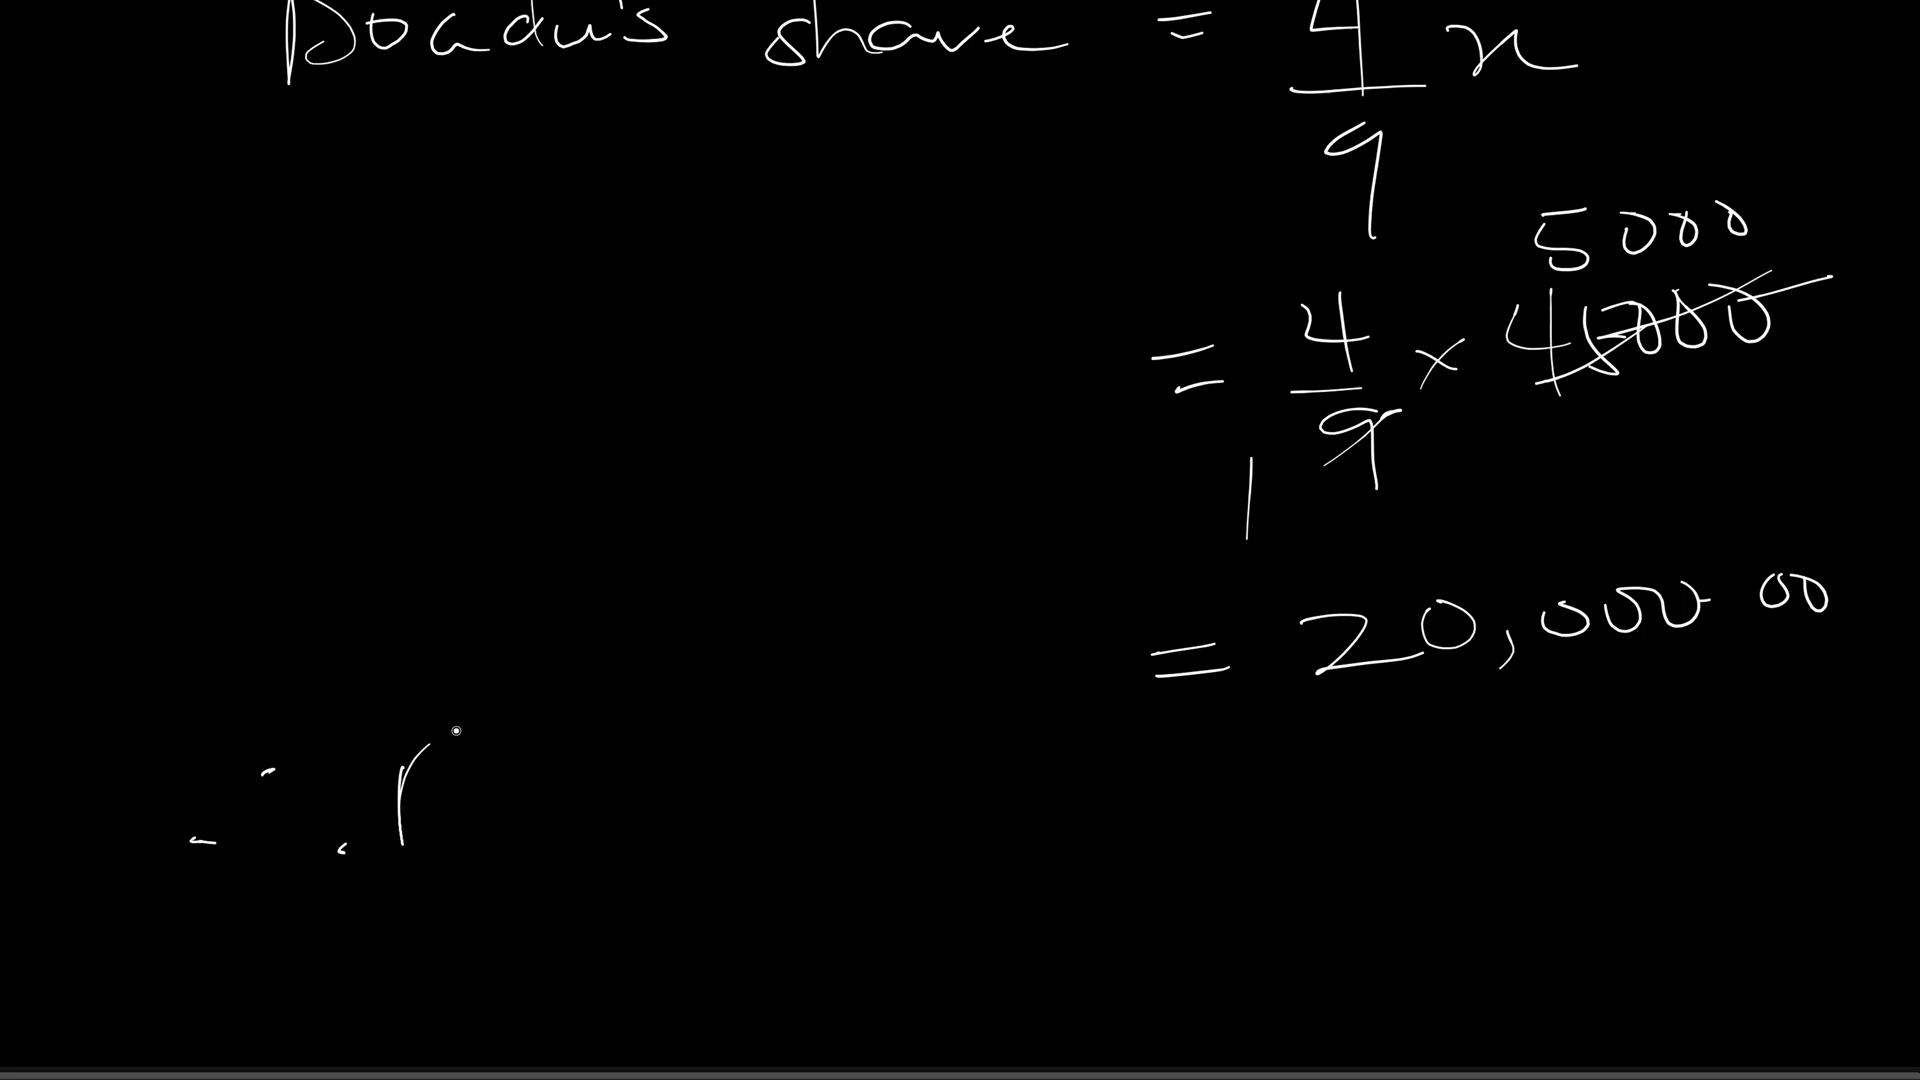 Boadu's share = 4/9 x
= 4/9 × 45000 5000
1
= 20,000 00
∴